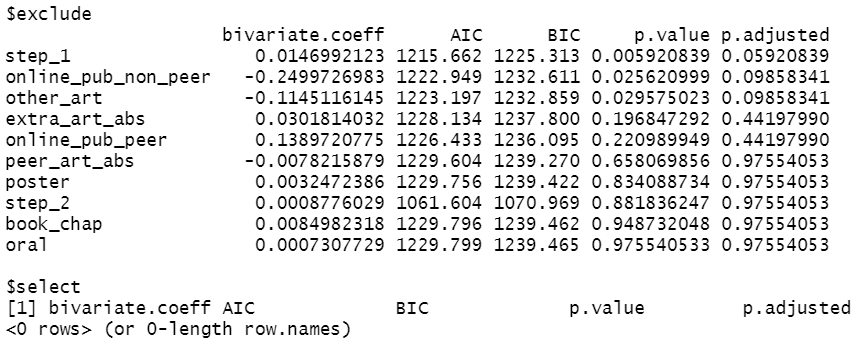 $exclude
bivariate.coeff AIC BIC p.value p.adjusted
step_1 0.0146992123 1215.662 1225.313 0.005920839 0.05920839
online_pub_non_peer -0.2499726983 1222.949 1232.611 0.025620999 0.09858341
other_art -0.1145116145 1223.197 1232.859 0.029575023 0.09858341
extra_art_abs 0.0301814032 1228.134 1237.800 0.196847292 0.44197990
online_pub_peer 0.1389720775 1226.433 1236.095 0.220989949 0.44197990
peer_art_abs -0.0078215879 1229.604 1239.270 0.658069856 0.97554053
poster 0.0032472386 1229.756 1239.422 0.834088734 0.97554053
step_2 0.0008776029 1061.604 1070.969 0.881836247 0.97554053
book_chap 0.0084982318 1229.796 1239.462 0.948732048 0.97554053
oral 0.0007307729 1229.799 1239.465 0.975540533 0.97554053
$select
[1] bivariate.coeff AIC BIC p.value p.adjusted
<0 rows> (or 0-length row.names)